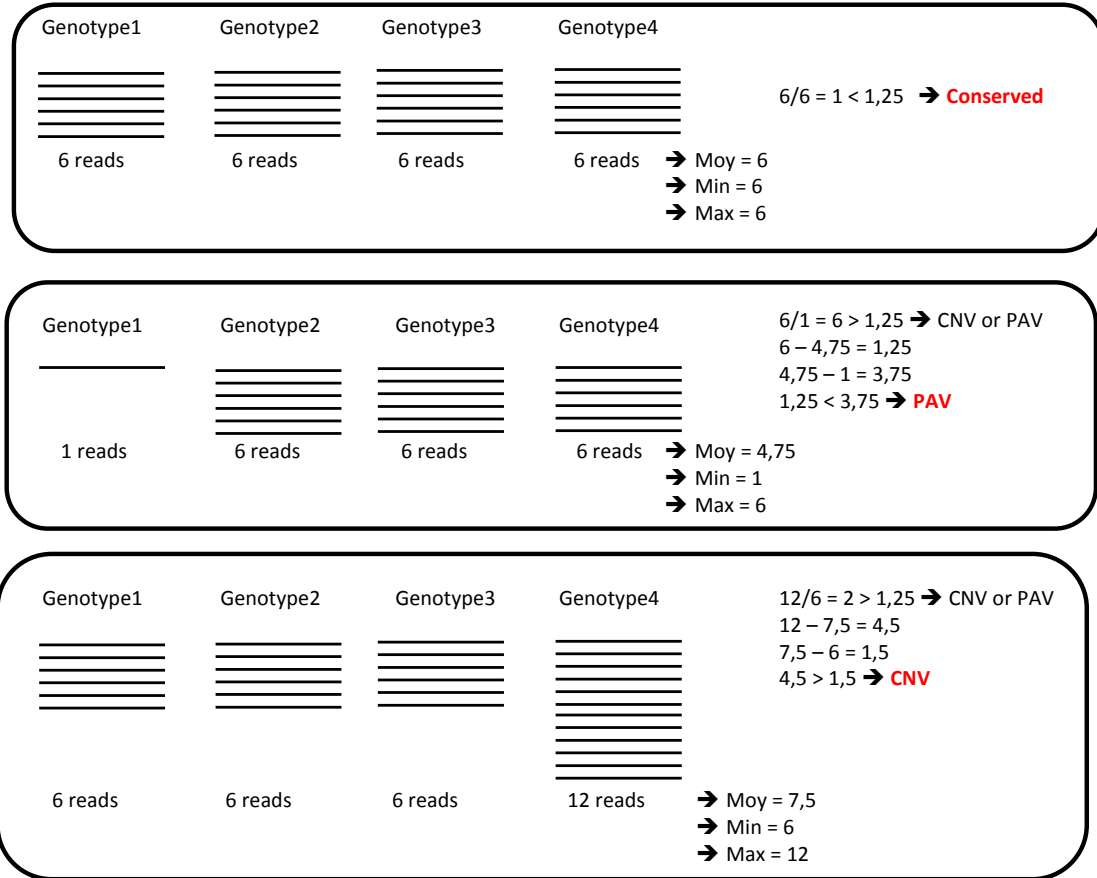 Genotype1 Genotype2 Genotype3 Genotype4
6/6 = 1 < 1,25 ➔ Conserved
6 reads 6 reads 6 reads 6 reads ➔ Moy = 6
➔ Min = 6
➔ Max = 6
Genotype1 Genotype2 Genotype3 Genotype4
6/1 = 6 > 1,25 ➔ CNV or PAV
6 – 4,75 = 1,25
4,75 – 1 = 3,75
1,25 < 3,75 ➔ PAV
1 reads 6 reads 6 reads 6 reads ➔ Moy = 4,75
➔ Min = 1
➔ Max = 6
Genotype1 Genotype2 Genotype3 Genotype4
12/6 = 2 > 1,25 ➔ CNV or PAV
12 – 7,5 = 4,5
7,5 – 6 = 1,5
4,5 > 1,5 ➔ CNV
6 reads 6 reads 6 reads 12 reads ➔ Moy = 7,5
➔ Min = 6
➔ Max = 12